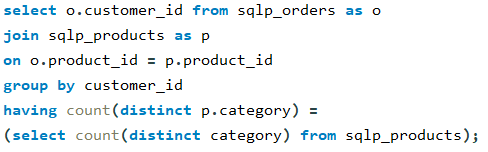 select o.customer_id from sqlp_orders as o
join sqlp_products as p
on o.product_id = p.product_id
group by customer_id
having count(distinct p.category) =
(select count(distinct category) from sqlp_products);